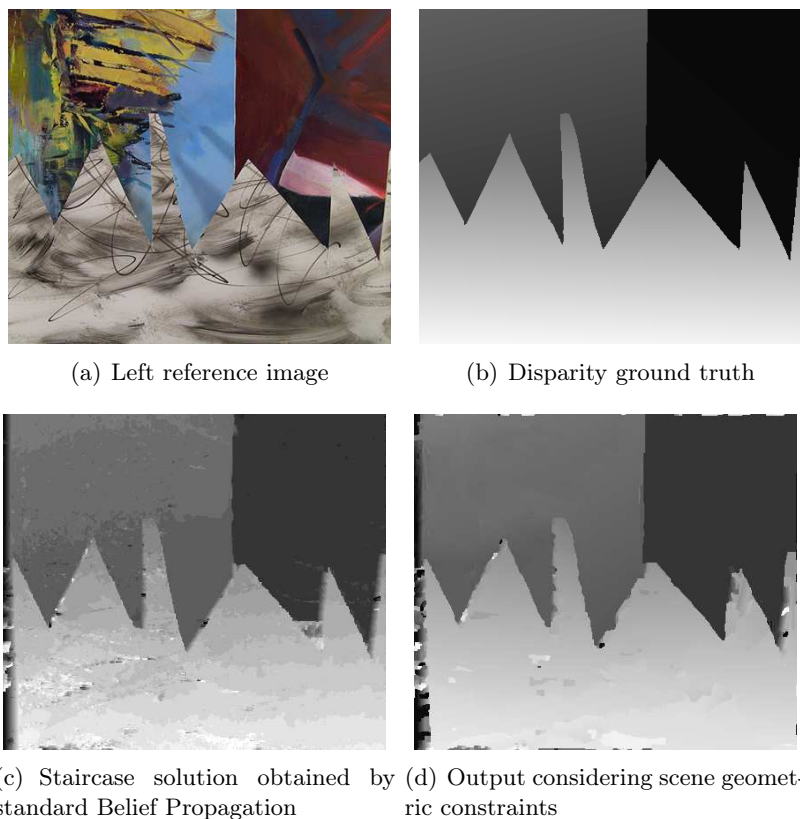 (a) Left reference image
(b) Disparity ground truth
(c) Staircase solution obtained by
standard Belief Propagation
(d) Output considering scene geomet-
ric constraints